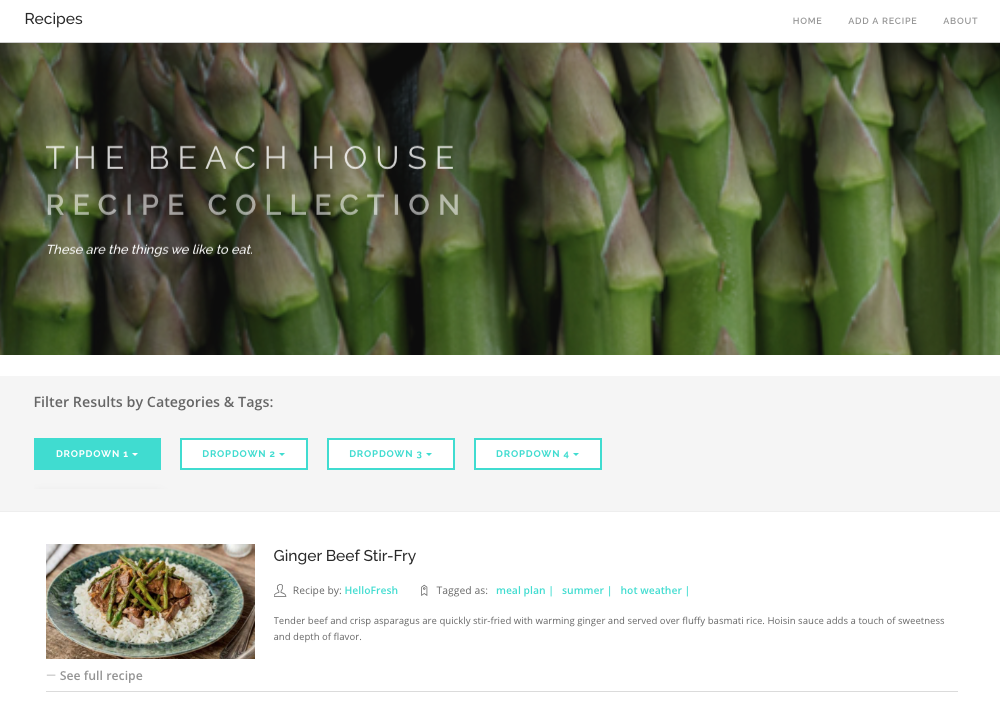 Recipes
HOME ADD A RECIPE ABOUT
THE BEACH HOUSE
RECIPE COLLECTION
These are the things we like to eat.
Filter Results by Categories & Tags:
DROPDOWN 1 DROPDOWN 2 DROPDOWN 3 DROPDOWN 4
Ginger Beef Stir-Fry
Recipe by: HelloFresh Tagged as: meal plan | summer | hot weather |
Tender beef and crisp asparagus are quickly stir-fried with warming ginger and served over fluffy basmati rice. Hoisin sauce adds a touch of sweetness
and depth of flavor.
— See full recipe